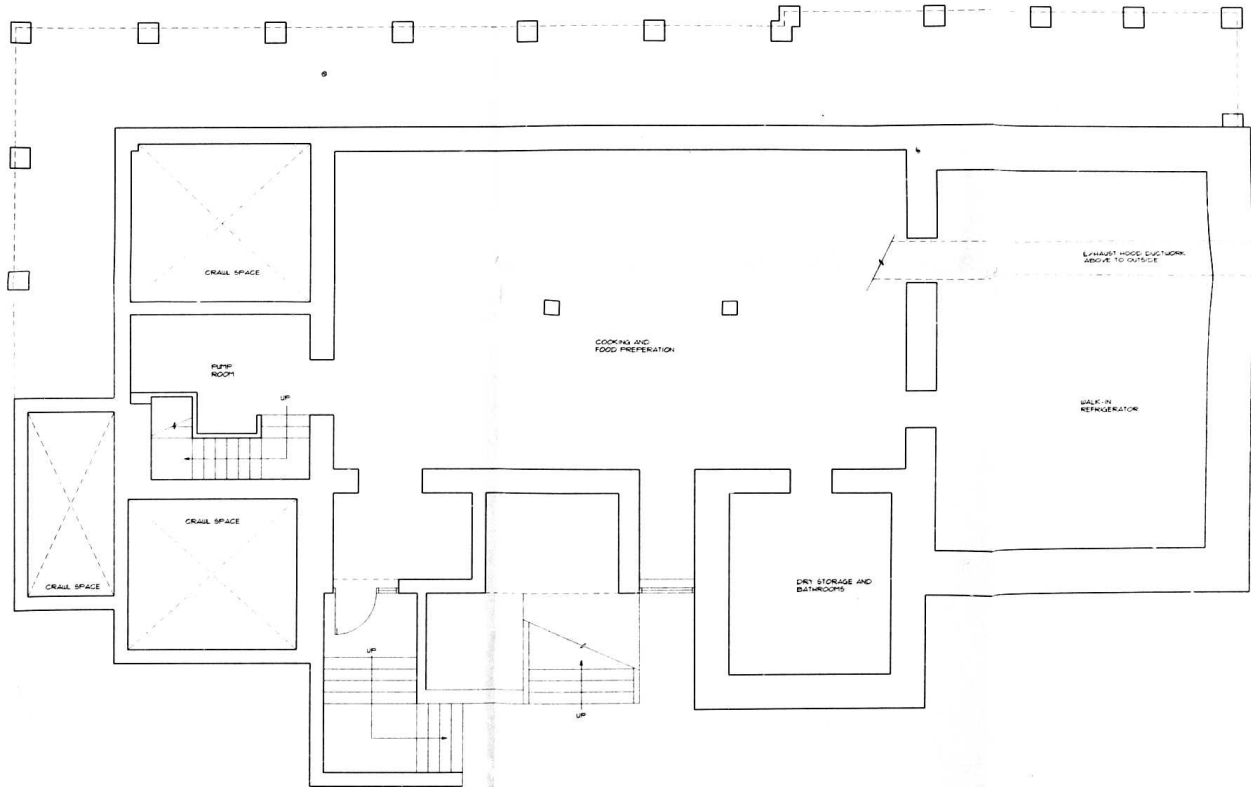 EXHAUST HOOD DUCTWORK
ABOVE TO OUTSIDE
CRAWL SPACE
COOKING AND
FOOD PREPERATION
PUMP
ROOM
UP
WALK-IN
REFRIGERATOR
CRAWL SPACE
CRAWL SPACE
DRY STORAGE AND
BATHROOMS
UP
UP